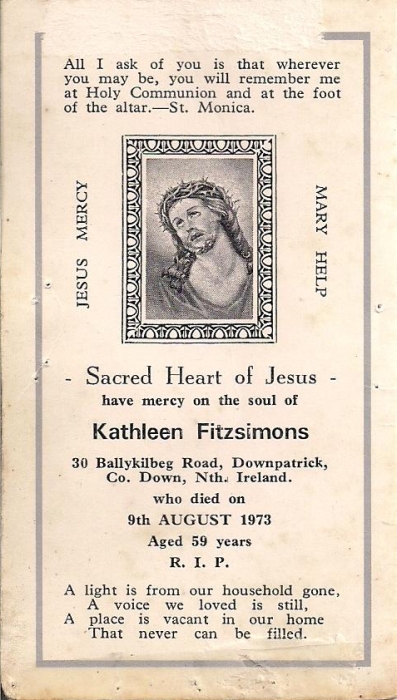 All I ask of you is that wherever
you may be, you will remember me
at Holy Communion and at the foot
of the altar.—St. Monica.
JESUS MERCY
MARY HELP
- Sacred Heart of Jesus -
have mercy on the soul of
Kathleen Fitzsimons
30 Ballykilbeg Road, Downpatrick,
Co. Down, Nth. Ireland.
who died on
9th AUGUST 1973
Aged 59 years
R. I. P.
A light is from our household gone,
A voice we loved is still,
A place is vacant in our home
That never can be filled.